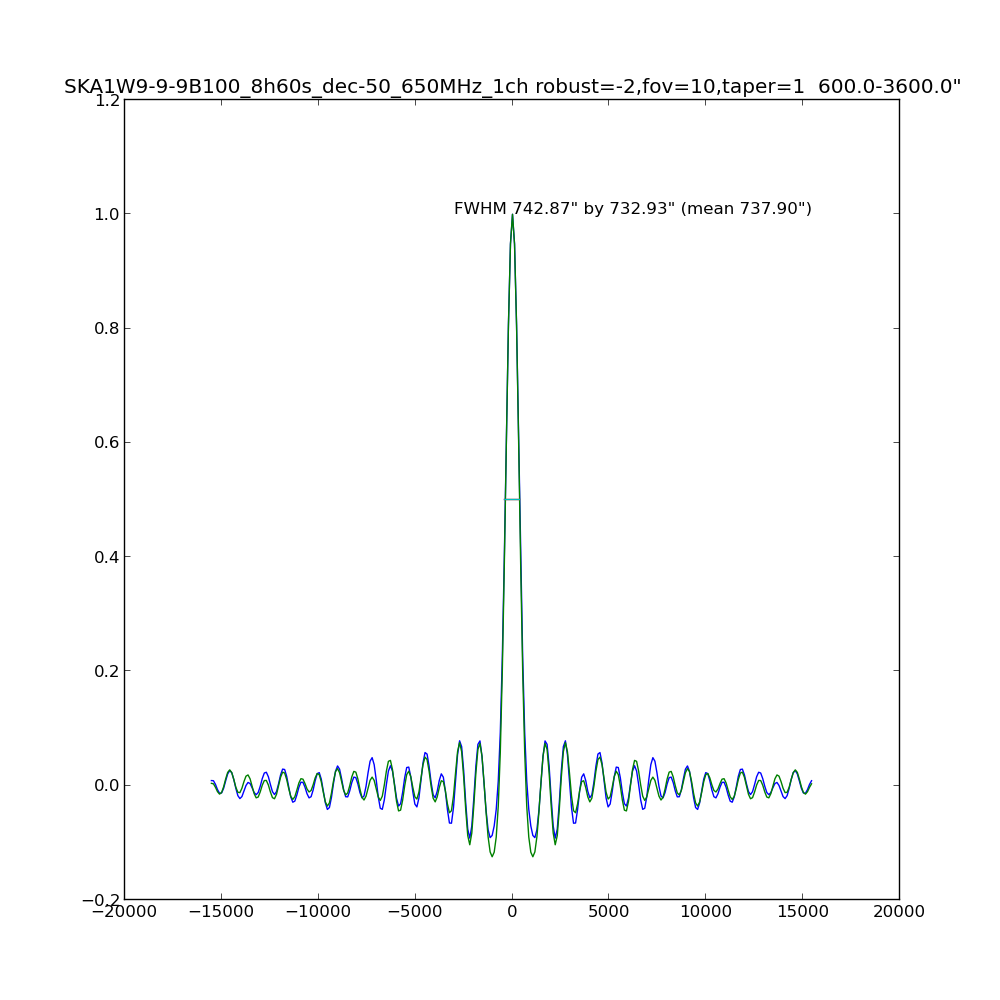 SKA1W9-9-9B100_8h60s_dec-50_650MHz_1ch robust=-2,fov=10,taper=1  600.0-3600.0"
1.2
FWHM 742.87" by 732.93" (mean 737.90")
1.0
0.8
0.6
0.4
0.2
0.0
−0.2
−20000 −15000 −10000 −5000 0 5000 10000 15000 20000